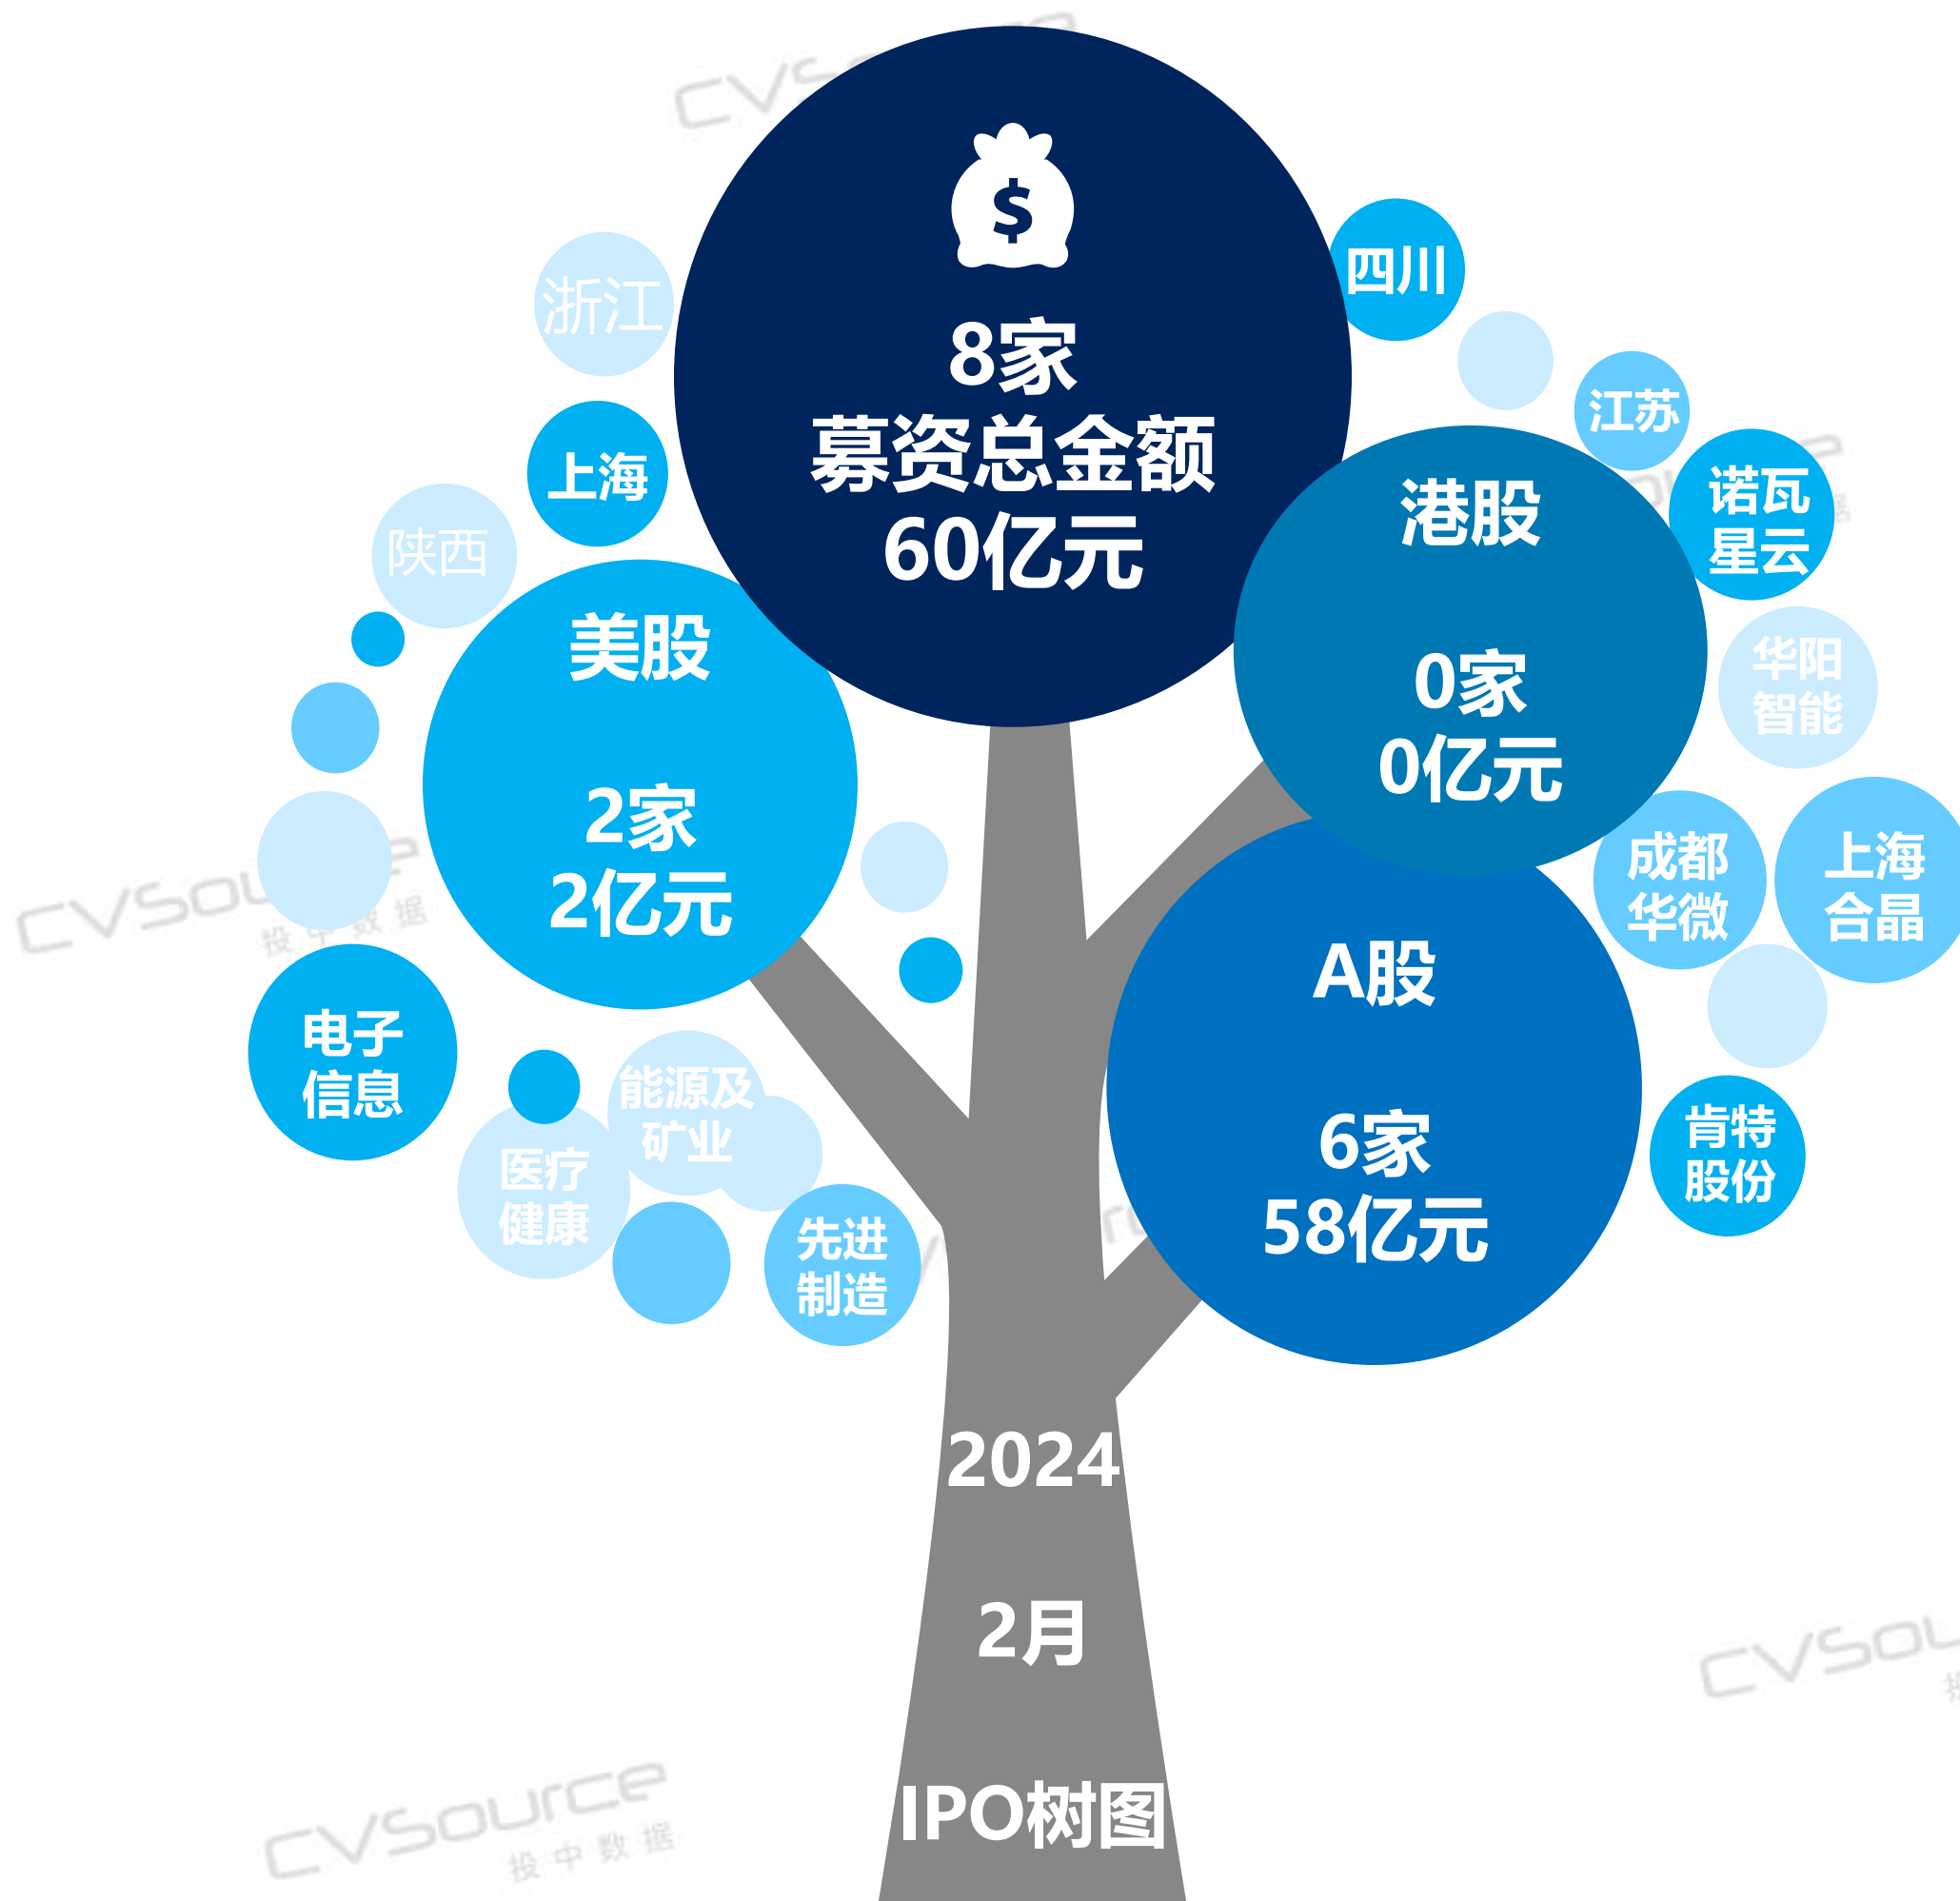 CVSource
8家
募资总金额
60亿元
四川
浙江
江苏
上海
陕西
港股
0家
0亿元
诺瓦
星云
华阳
智能
美股
2家
2亿元
成都
华微
上海
合晶
CVSource
投中数据
A股
6家
58亿元
电子
信息
能源及
矿业
医疗
健康
肯特
股份
先进
制造
2024
2月
IPO树图
CVSource
投中数据